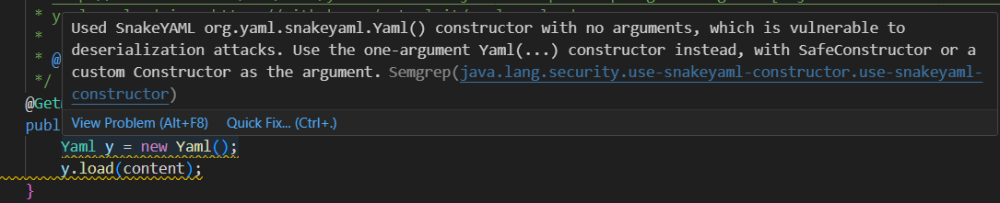 Used SnakeYAML org.yaml.snakeyaml.Yaml() constructor with no arguments, which is vulnerable to
deserialization attacks. Use the one-argument Yaml(...) constructor instead, with SafeConstructor or a
custom Constructor as the argument. Semgrep(java.lang.security.use-snakeyaml-constructor.use-snakeyaml-
constructor)
View Problem (Alt+F8) Quick Fix... (Ctrl+.)
*
*
* @
*/
@Get
publ
Yaml y = new Yaml();
y.load(content);
}